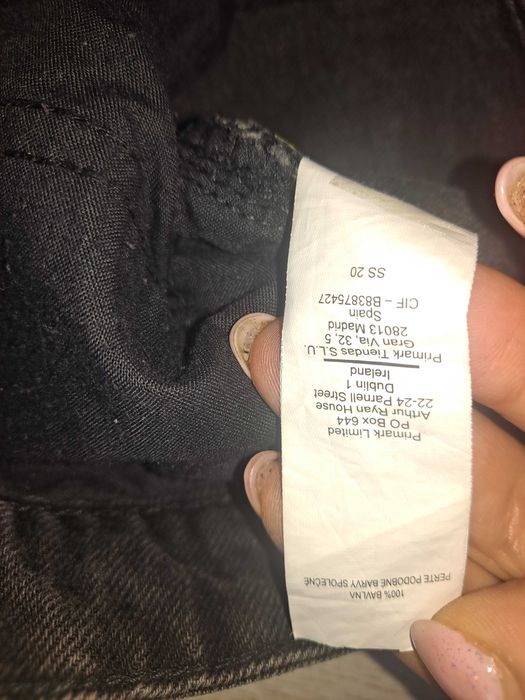 100% BAVLNA
PERTE PODOBNÉ BARVY SPOLEČNĚ
Primark Limited
PO Box 644
Arthur Ryan House
22-24 Parnell Street
Dublin 1
Ireland
Primark Tiendas S.L.U.
Gran Via, 32, 5
28013 Madrid
Spain
CIF - B83875427
SS 20